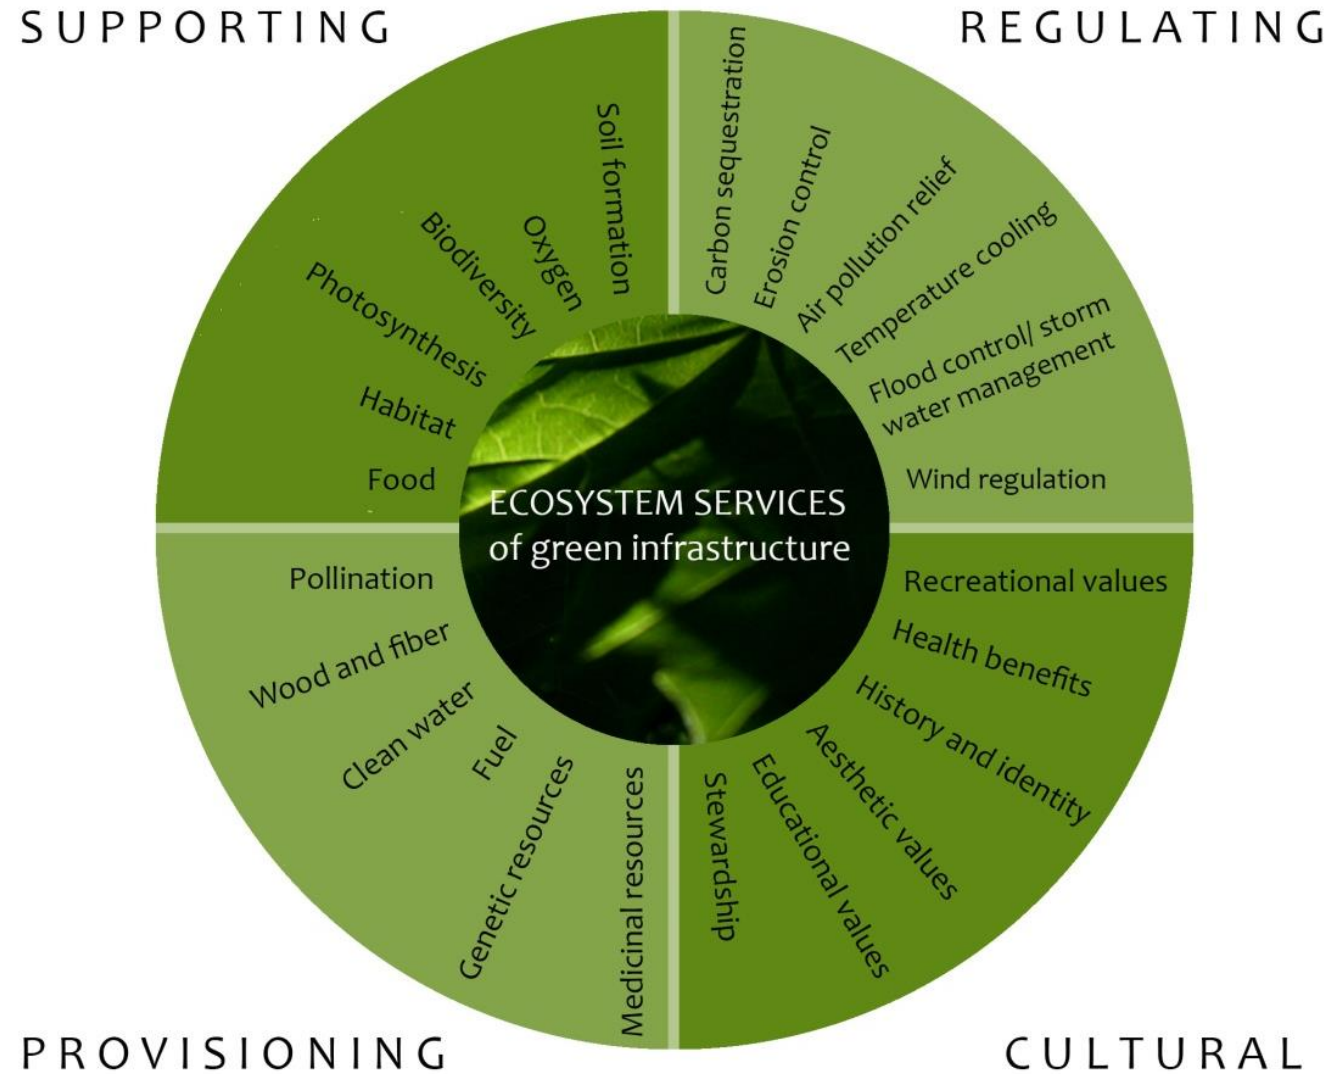 SUPPORTING
REGULATING
Soil formation
Oxygen
Biodiversity
Photosynthesis
Habitat
Food
Carbon sequestration
Erosion control
Air pollution relief
Temperature cooling
Flood control/ storm
water management
Wind regulation
ECOSYSTEM SERVICES
of green infrastructure
Pollination
Wood and fiber
Clean water
Fuel
Genetic resources
Medicinal resources
Recreational values
Health benefits
History and identity
Aesthetic values
Educational values
Stewardship
PROVISIONING
CULTURAL